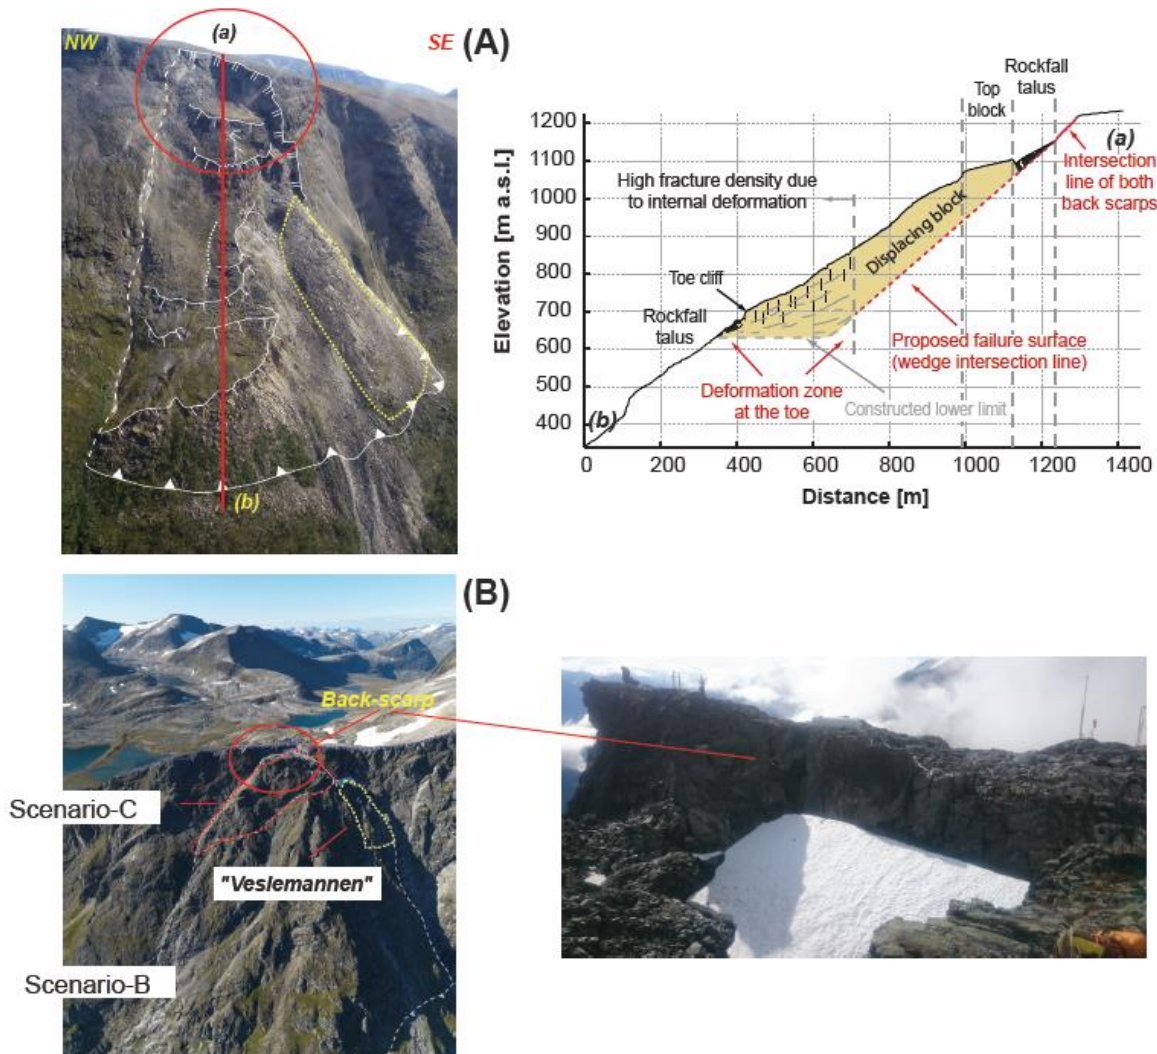 NW
(a)
SE
(A)
(b)
Rockfall
talus
Top
block
1200
1100
1000
900
800
700
600
500
400
Elevation [m a.s.l.]
(a)
Intersection
line of both
back scarps
High fracture density due
to internal deformation
Displacing block
Toe cliff
Rockfall
talus
Proposed failure surface
(wedge intersection line)
Deformation zone
at the toe
Constructed lower limit
(b)
0 200 400 600 800 1000 1200 1400
Distance [m]
(B)
Back-scarp
Scenario-C
"Veslemannen"
Scenario-B